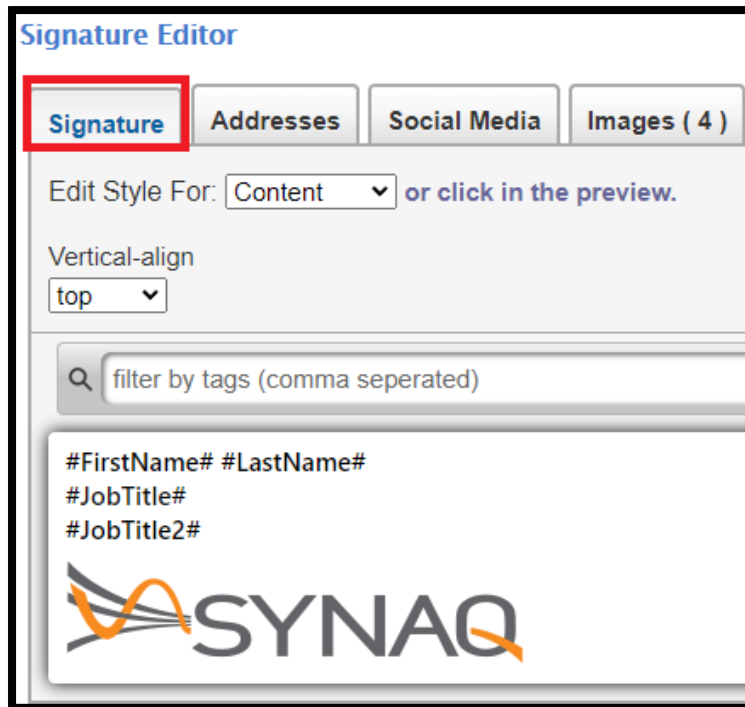 Signature Editor
Signature Addresses Social Media Images ( 4 )
Edit Style For: Content or click in the preview.
Vertical-align
top
filter by tags (comma seperated)
#FirstName# #LastName#
#JobTitle#
#JobTitle2#
SYNAQ